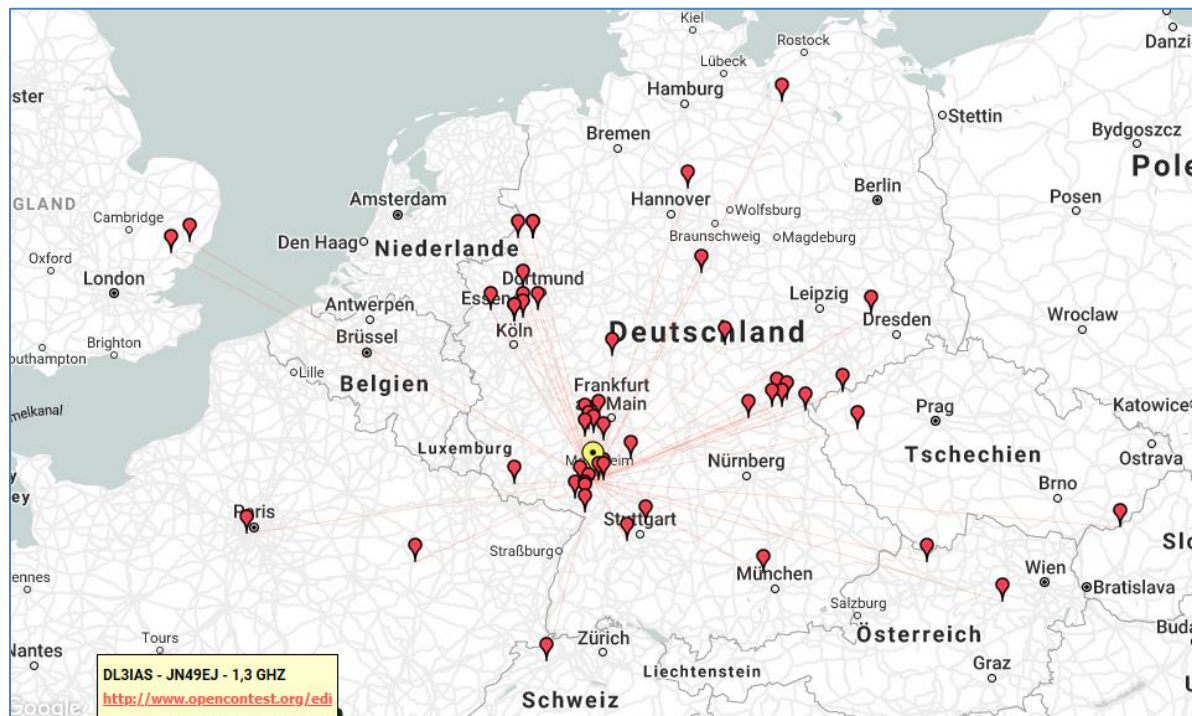 Kiel
Danzi
Rostock
Lübeck
ster
Hamburg
Stettin
Bremen
Bydgoszcz
Pole
Berlin
Hannover
Wolfsburg
Amsterdam
Posen
GLAND
Cambridge
Braunschweig
Magdeburg
Den Haag
Niederlande
Oxford
London
Dortmund
Essen
Leipzig
Antwerpen
Wroclaw
Dresden
Deutschland
Köln
Brüssel
outhampton
Brighton
Lille
Belgien
Frankfurt
Main
melkanal
Prag
Katowice
Luxemburg
Tschechien
Ostrava
Nürnberg
y
ey
Brno
Paris
Stuttgart
Straßburg
Slo
ennes
München
Wien
Bratislava
Salzburg
Österreich
Buda
Tours
Zürich
Nantes
Liechtenstein
Graz
DL3IAS - JN49EJ - 1,3 GHZ
http://www.opencontest.org/edi
Schweiz
U
Google